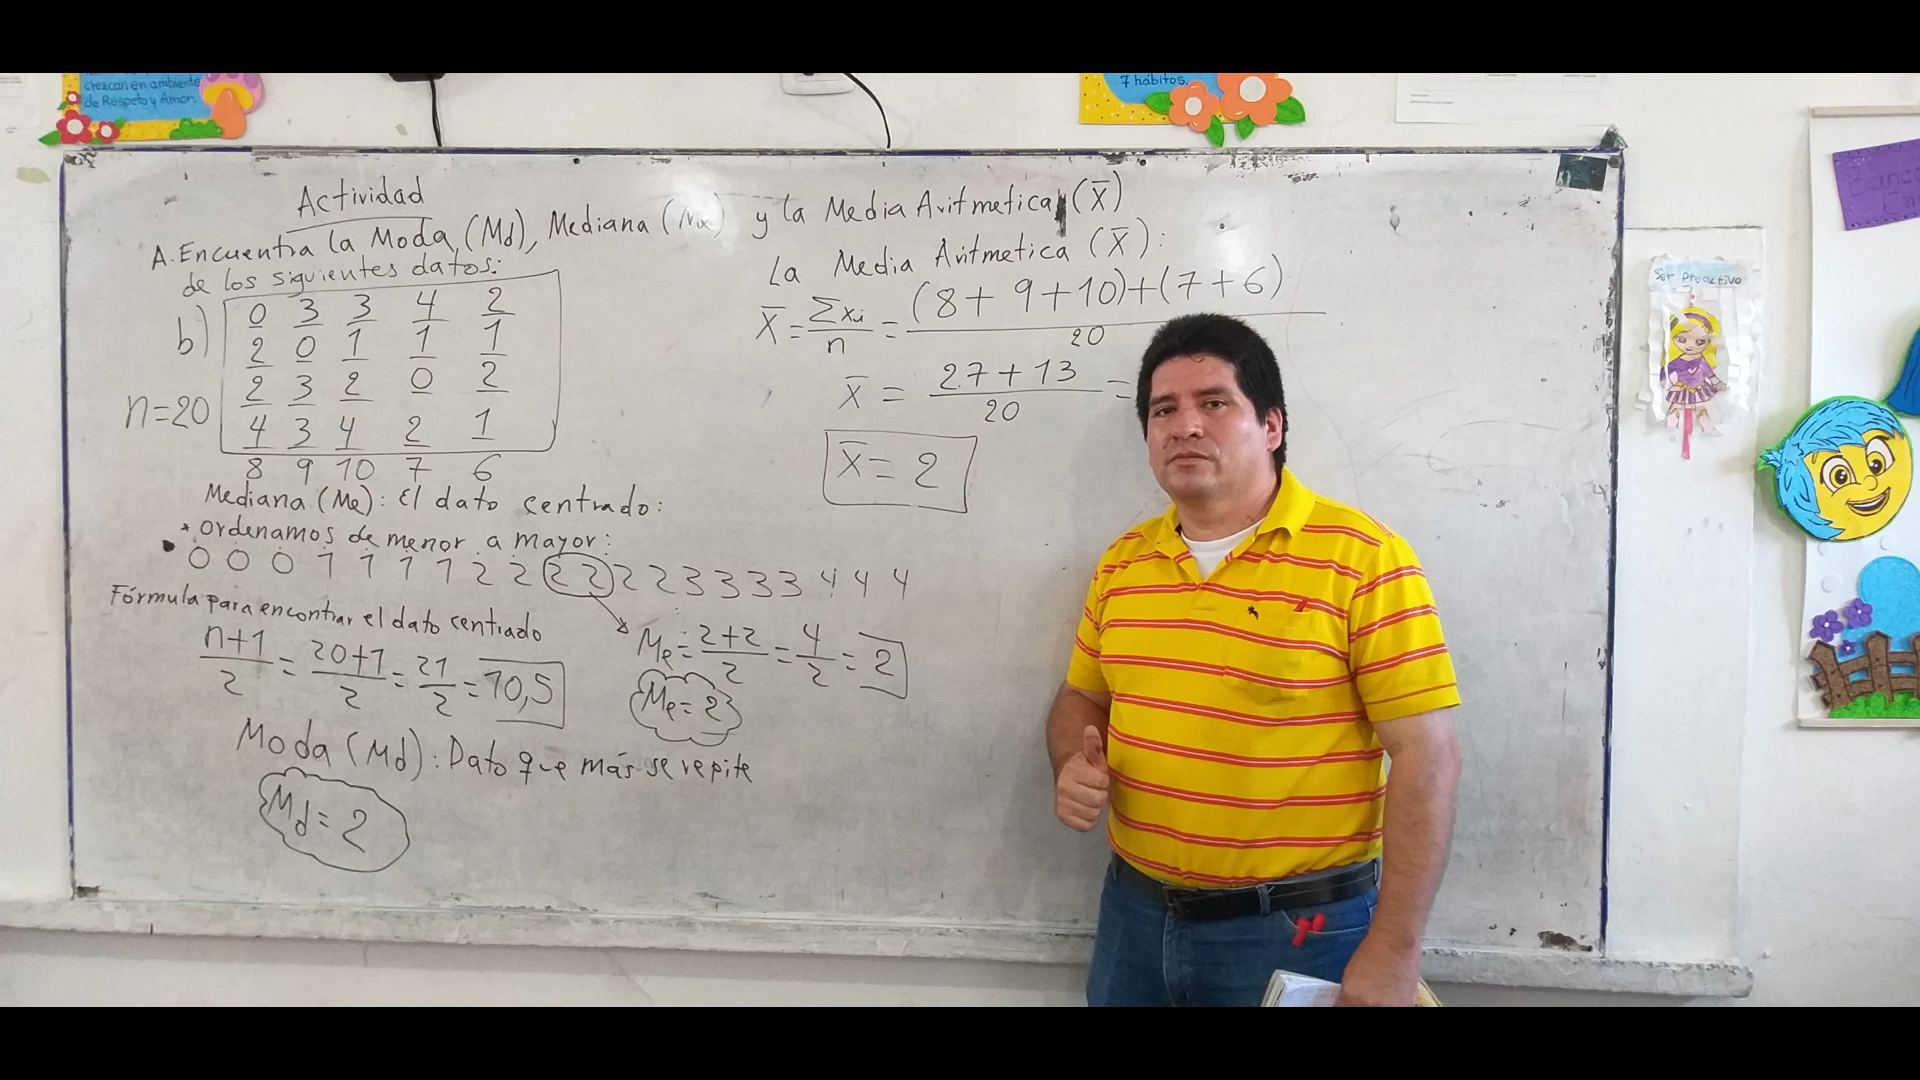 crezcan en ambiente
de Respeto y Amor.
7 hábitos.
Actividad
A. Encuentra la Moda (Md), Mediana (Me) y la Media Aritmetica (X̄)
de los siguientes datos:
b)
0 3 3 4 2
2 0 1 1 1
2 3 2 0 2
n=20
4 3 4 2 1
8 9 10 7 6
Mediana (Me): El dato centrado:
* ordenamos de menor a mayor:
0 0 0 1 1 1 1 2 2 2 2 2 2 3 3 3 3 4 4 4
Fórmula para encontrar el dato centrado
n+1/2 = 20+1/2 = 21/2 = 10,5
Me = 2+2/2 = 4/2 = 2
Me = 2
Moda (Md): Dato que más se repite
Md = 2
La Media Aritmetica (X̄):
X̄ = Σxi/n = (8+9+10)+(7+6)/20
X̄ = 27+13/20 =
X̄ = 2
Ser proactivo